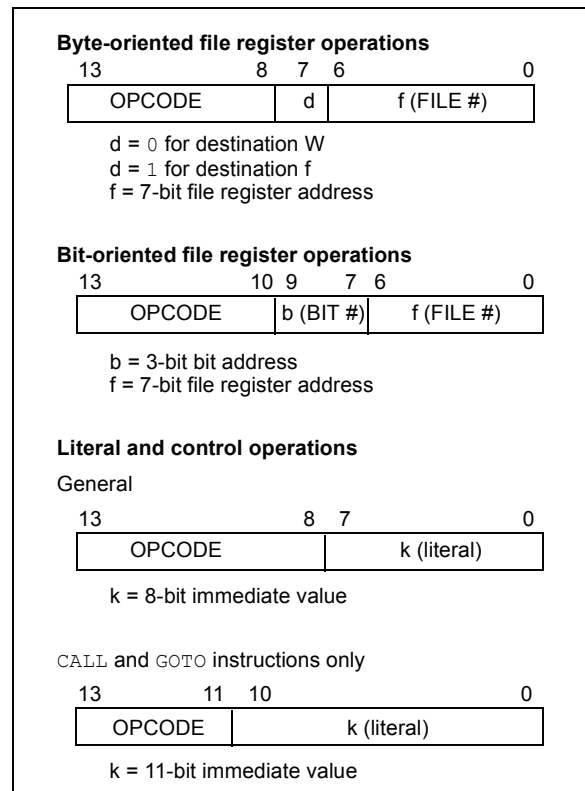 Byte-oriented file register operations
13 8 7 6 0
OPCODE d f (FILE #)
d = 0 for destination W
d = 1 for destination f
f = 7-bit file register address
Bit-oriented file register operations
13 10 9 7 6 0
OPCODE b (BIT #) f (FILE #)
b = 3-bit bit address
f = 7-bit file register address
Literal and control operations
General
13 8 7 0
OPCODE k (literal)
k = 8-bit immediate value
CALL and GOTO instructions only
13 11 10 0
OPCODE k (literal)
k = 11-bit immediate value